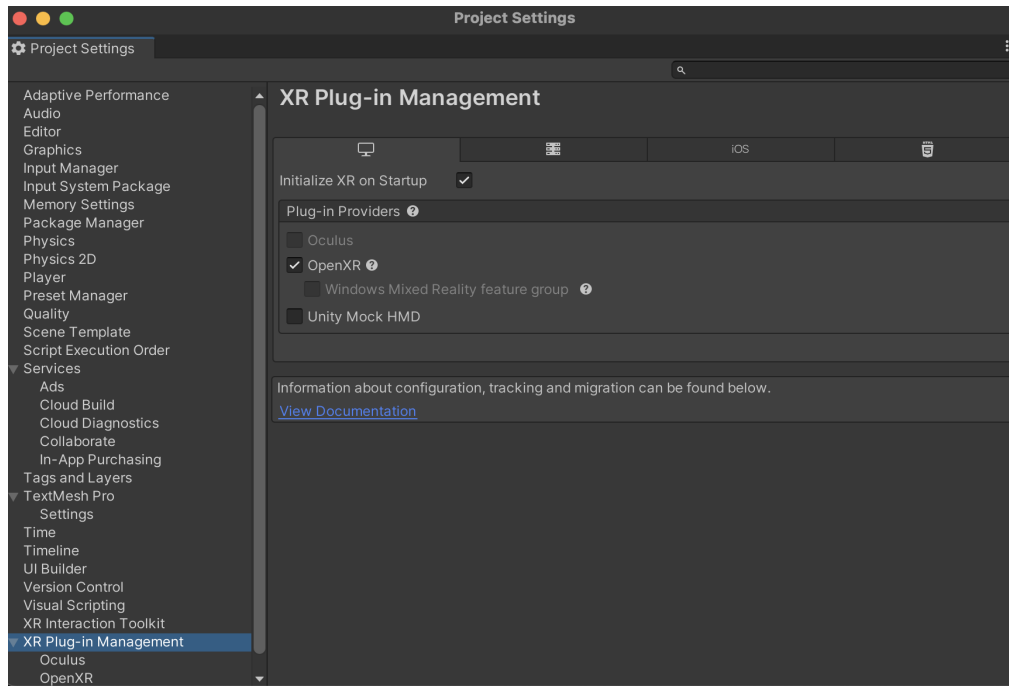 Project Settings
Project Settings
Adaptive Performance
Audio
Editor
Graphics
Input Manager
Input System Package
Memory Settings
Package Manager
Physics
Physics 2D
Player
Preset Manager
Quality
Scene Template
Script Execution Order
Services
Ads
Cloud Build
Cloud Diagnostics
Collaborate
In-App Purchasing
Tags and Layers
TextMesh Pro
Settings
Time
Timeline
UI Builder
Version Control
Visual Scripting
XR Interaction Toolkit
XR Plug-in Management
Oculus
OpenXR
XR Plug-in Management
iOS
Initialize XR on Startup
Plug-in Providers
Oculus
OpenXR
Windows Mixed Reality feature group
Unity Mock HMD
Information about configuration, tracking and migration can be found below.
View Documentation